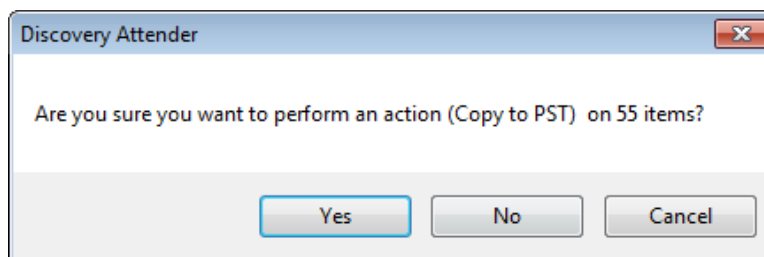 Discovery Attender
Are you sure you want to perform an action (Copy to PST)  on 55 items?
Yes No Cancel